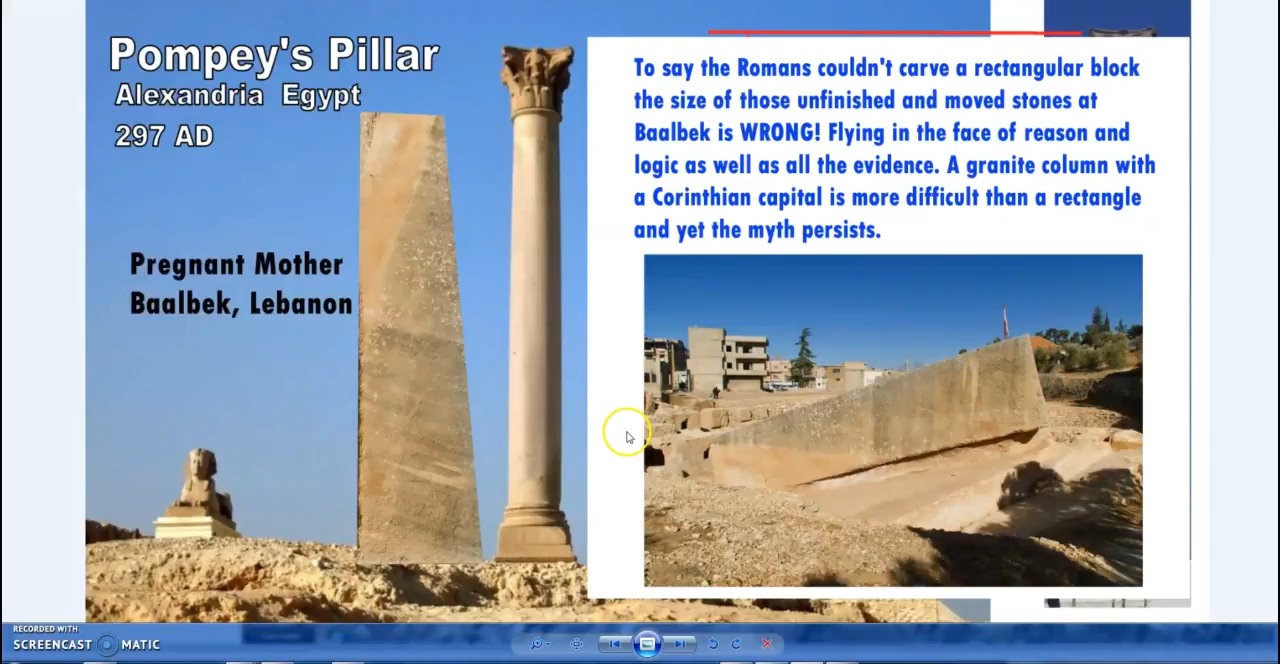 Pompey's Pillar
Alexandria Egypt
297 AD
Pregnant Mother
Baalbek, Lebanon
To say the Romans couldn't carve a rectangular block
the size of those unfinished and moved stones at
Baalbek is WRONG! Flying in the face of reason and
logic as well as all the evidence. A granite column with
a Corinthian capital is more difficult than a rectangle
and yet the myth persists.
RECORDED WITH
SCREENCAST MATIC